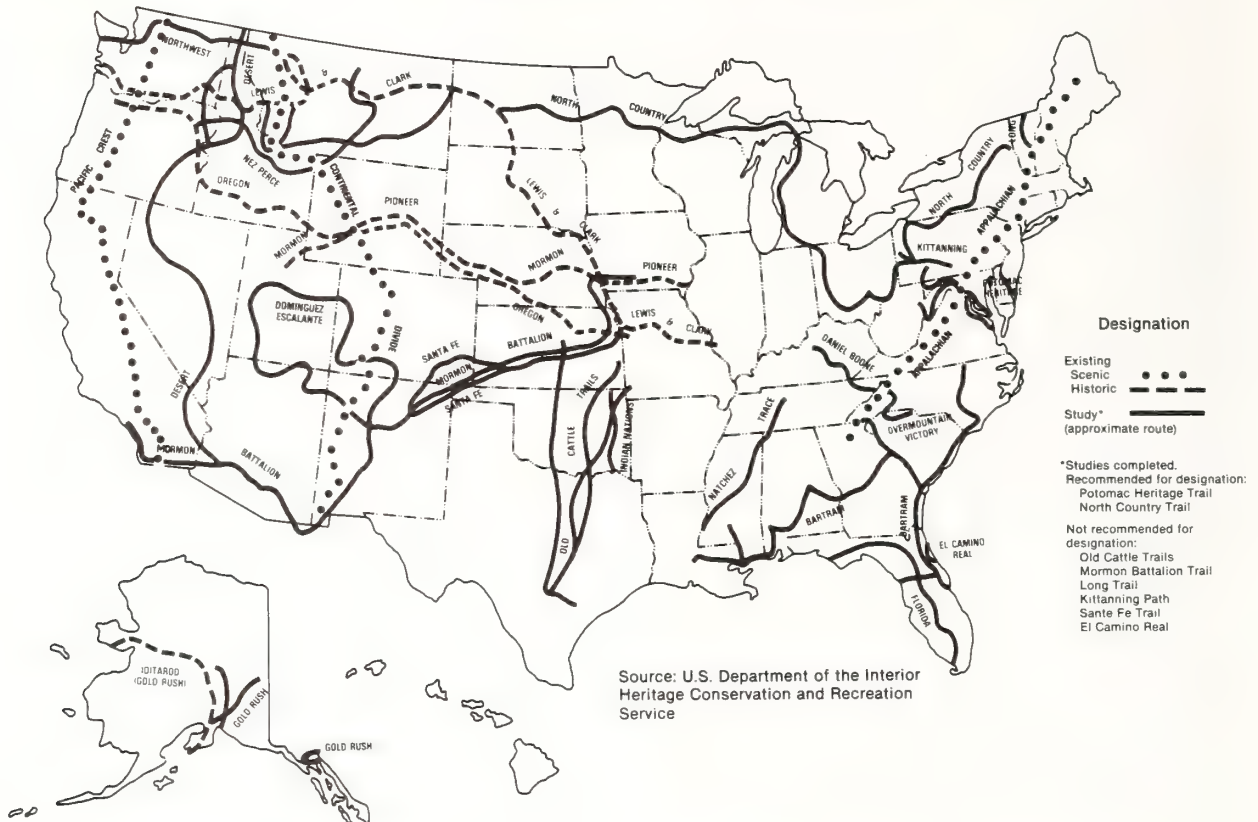 NORTHWEST
DESERT
LEWIS
&
CLARK
NORTH
COUNTRY
PACIFIC
CREST
NEZ PERCE
OREGON
CONTINENTAL
PIONEER
MORMON
LEWIS
&
CLARK
MORMON
PIONEER
DOMINGUEZ
ESCALANTE
DIVIDE
OREGON
LEWIS
&
CLARK
SANTA FE
BATTALION
MORMON
SANTA FE
DESERT
MORMON
BATTALION
OLD
CATTLE
TRAILS
INDIAN NATIONS
NATCHEZ
TRACE
DANIEL BOONE
APPALACHIAN
OVERMOUNTAIN
VICTORY
BARTRAM
BARTRAM
EL CAMINO
REAL
FLORIDA
LONG
COUNTRY
NORTH
APPALACHIAN
KITTANNING
POTOMAC
HERITAGE
IDITAROD
(GOLD RUSH)
GOLD RUSH
GOLD RUSH
Designation
Existing
Scenic
Historic
Study*
(approximate route)
*Studies completed.
Recommended for designation:
Potomac Heritage Trail
North Country Trail
Not recommended for
designation:
Old Cattle Trails
Mormon Battalion Trail
Long Trail
Kittanning Path
Sante Fe Trail
El Camino Real
Source: U.S. Department of the Interior
Heritage Conservation and Recreation
Service